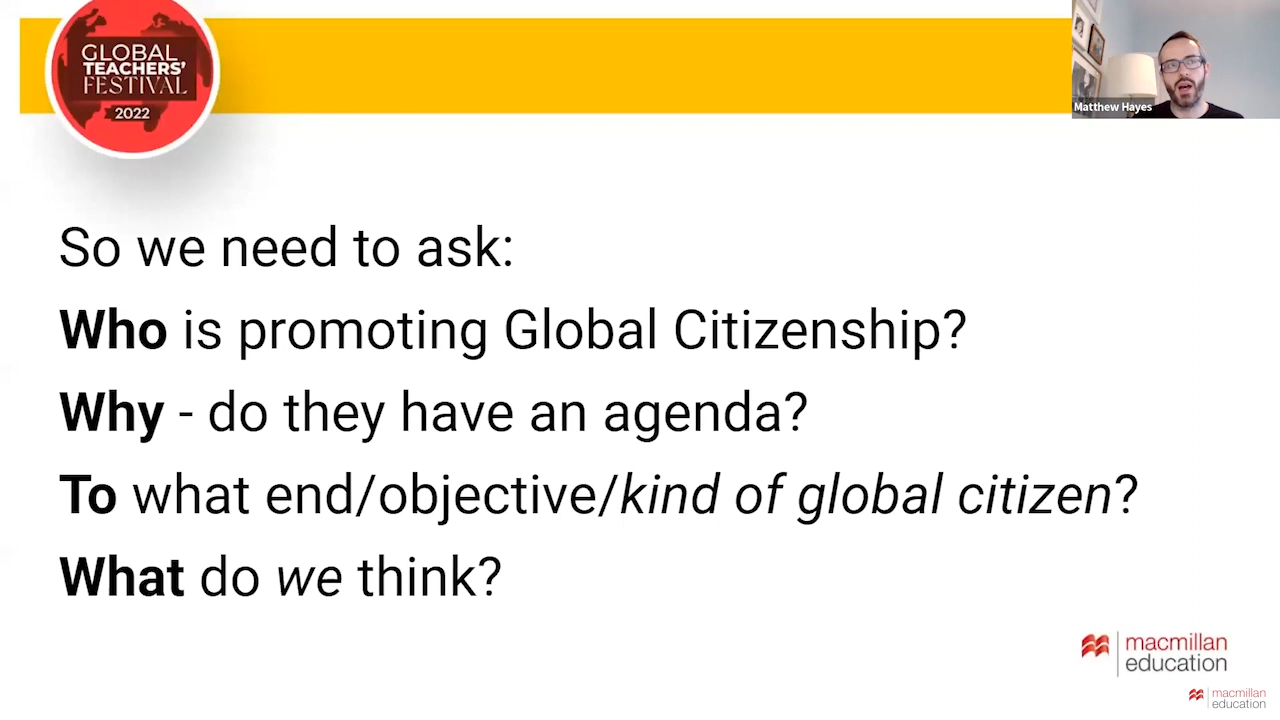 GLOBAL
TEACHERS'
FESTIVAL
2022
Matthew Hayes
So we need to ask:
Who is promoting Global Citizenship?
Why - do they have an agenda?
To what end/objective/kind of global citizen?
What do we think?
macmillan
education
macmillan
education